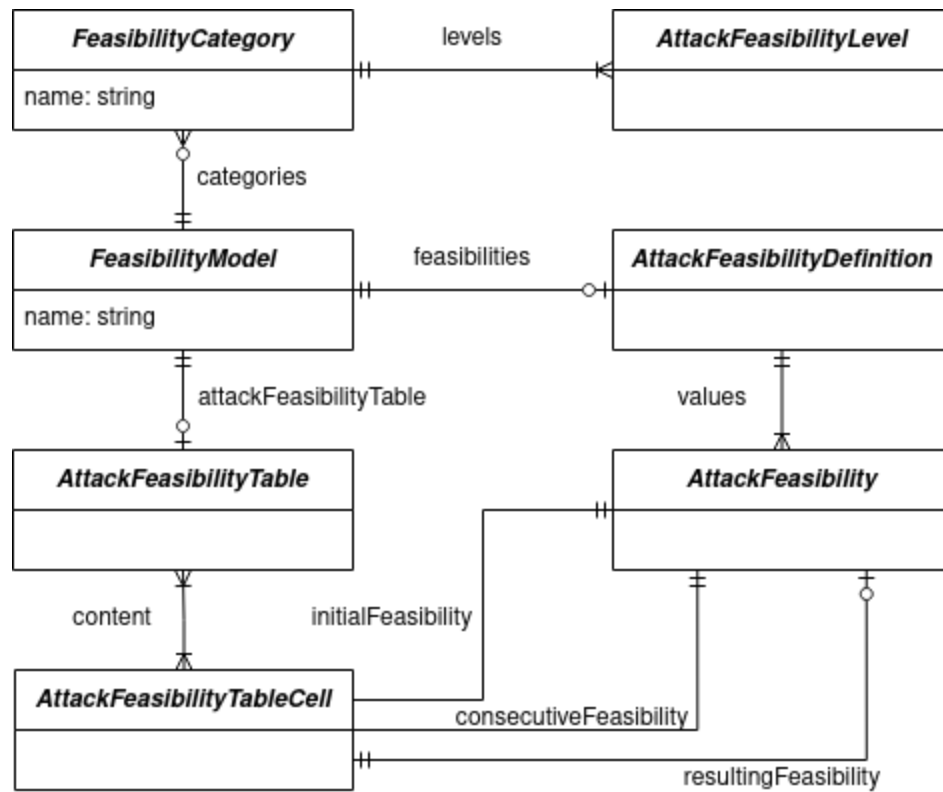 FeasibilityCategory
levels
AttackFeasibilityLevel
name: string
categories
FeasibilityModel
feasibilities
AttackFeasibilityDefinition
name: string
attackFeasibilityTable
values
AttackFeasibilityTable
AttackFeasibility
content
initialFeasibility
AttackFeasibilityTableCell
consecutiveFeasibility
resultingFeasibility